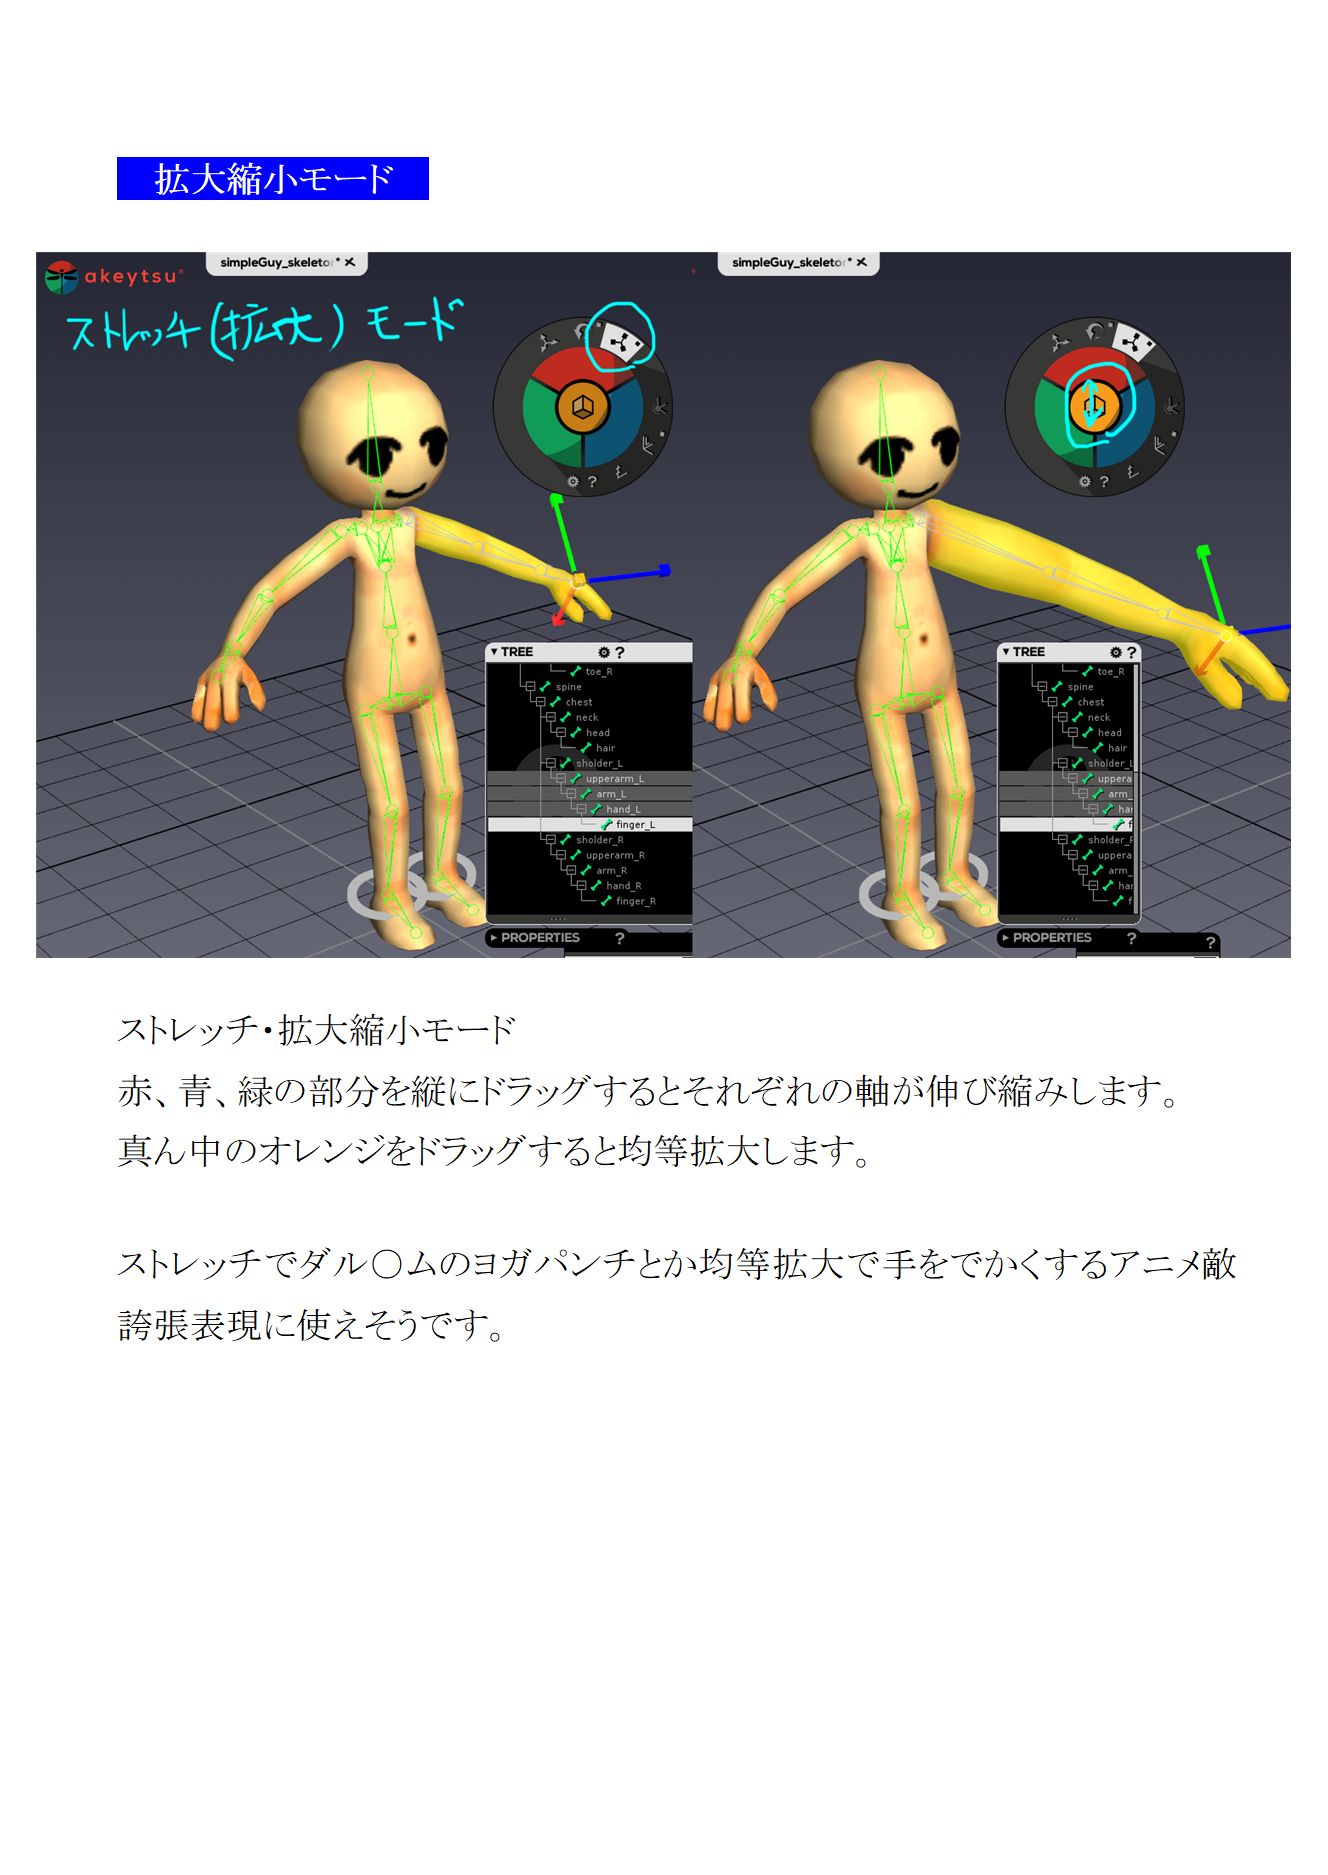 拡大縮小モード
akeytsu
simpleGuy_skeletor* ×
simpleGuy_skeletor* ×
ストレッチ(拡大)モード
?
?
▼TREE ?
toe_R
spine
chest
neck
head
hair
sholder_L
upperarm_L
arm_L
hand_L
finger_L
sholder_R
upperarm_R
arm_R
hand_R
finger_R
▶ PROPERTIES ?
▼TREE ?
toe_R
spine
chest
neck
head
hair
sholder_L
uppera
arm_
har
f
sholder_R
uppera
arm_
har
f
▶ PROPERTIES ?
?
ストレッチ・拡大縮小モード
赤、青、緑の部分を縦にドラッグするとそれぞれの軸が伸び縮みします。
真ん中のオレンジをドラッグすると均等拡大します。
ストレッチでダル〇ムのヨガパンチとか均等拡大で手をでかくするアニメ敵
誇張表現に使えそうです。